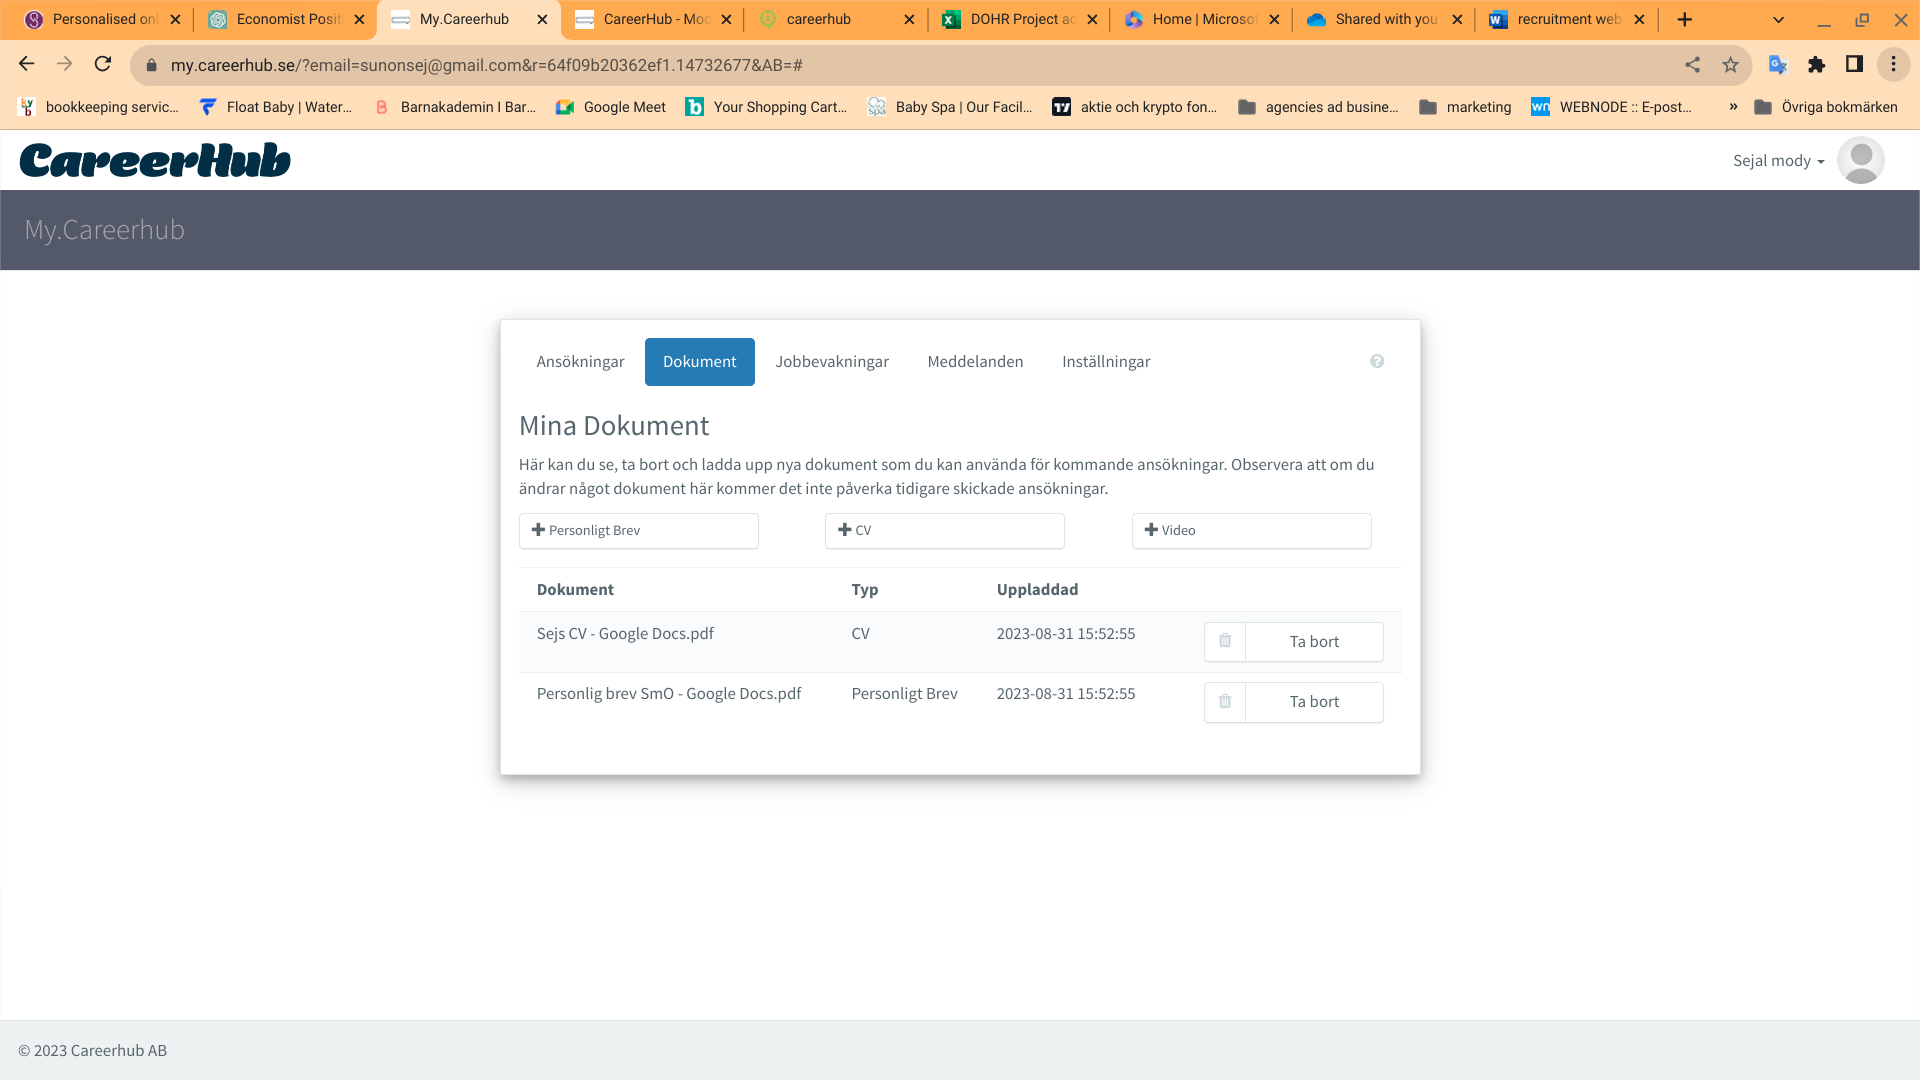 Personalised onl
Economist Positi
My.Careerhub
CareerHub - Mod
careerhub
DOHR Project ac
Home | Microsof
Shared with you
recruitment web
my.careerhub.se/?email=sunonsej@gmail.com&r=64f09b20362ef1.14732677&AB=#
bookkeeping servic...
Float Baby | Water...
Barnakademin I Bar...
Google Meet
Your Shopping Cart...
Baby Spa | Our Facil...
aktie och krypto fon...
agencies ad busine...
marketing
WEBNODE :: E-post...
»
Övriga bokmärken
CareerHub
Sejal mody
My.Careerhub
Ansökningar
Dokument
Jobbevakningar
Meddelanden
Inställningar
Mina Dokument
Här kan du se, ta bort och ladda upp nya dokument som du kan använda för kommande ansökningar. Observera att om du
ändrar något dokument här kommer det inte påverka tidigare skickade ansökningar.
Personligt Brev
CV
Video
Dokument Typ Uppladdad
Sejs CV - Google Docs.pdf CV 2023-08-31 15:52:55 Ta bort
Personlig brev SmO - Google Docs.pdf Personligt Brev 2023-08-31 15:52:55 Ta bort
© 2023 Careerhub AB